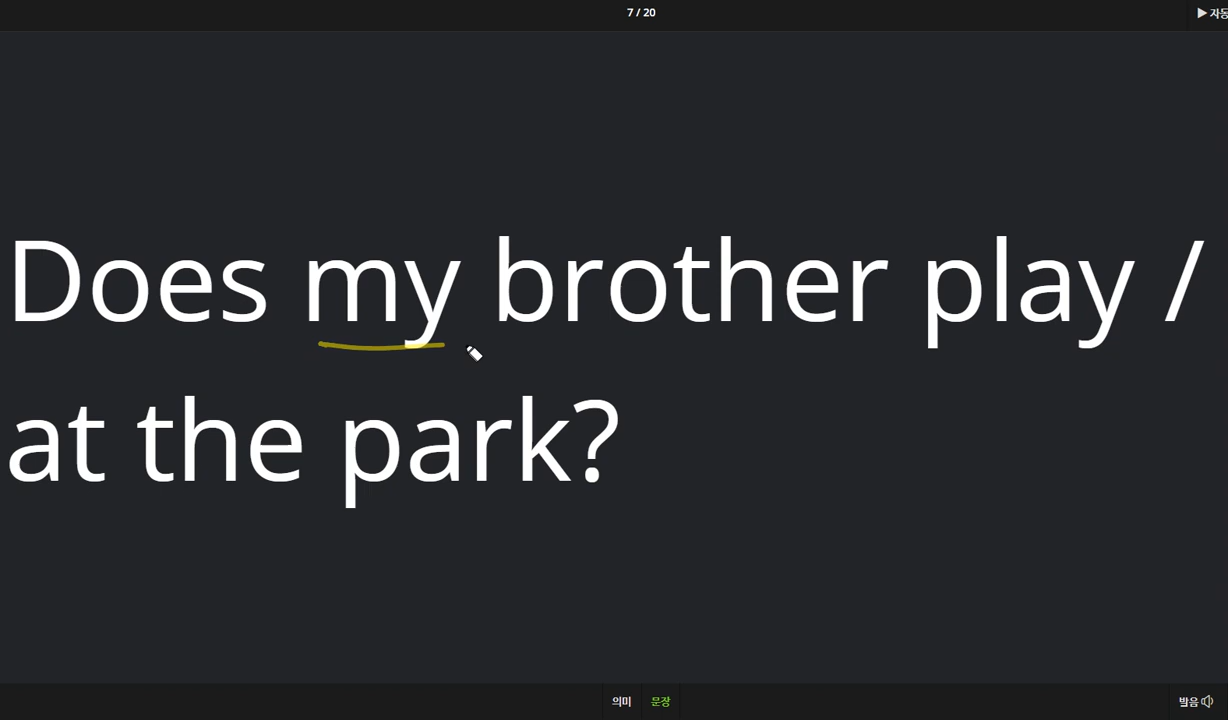 7 / 20
▶ 자동
Does my brother play /
at the park?
의미 문장
발음